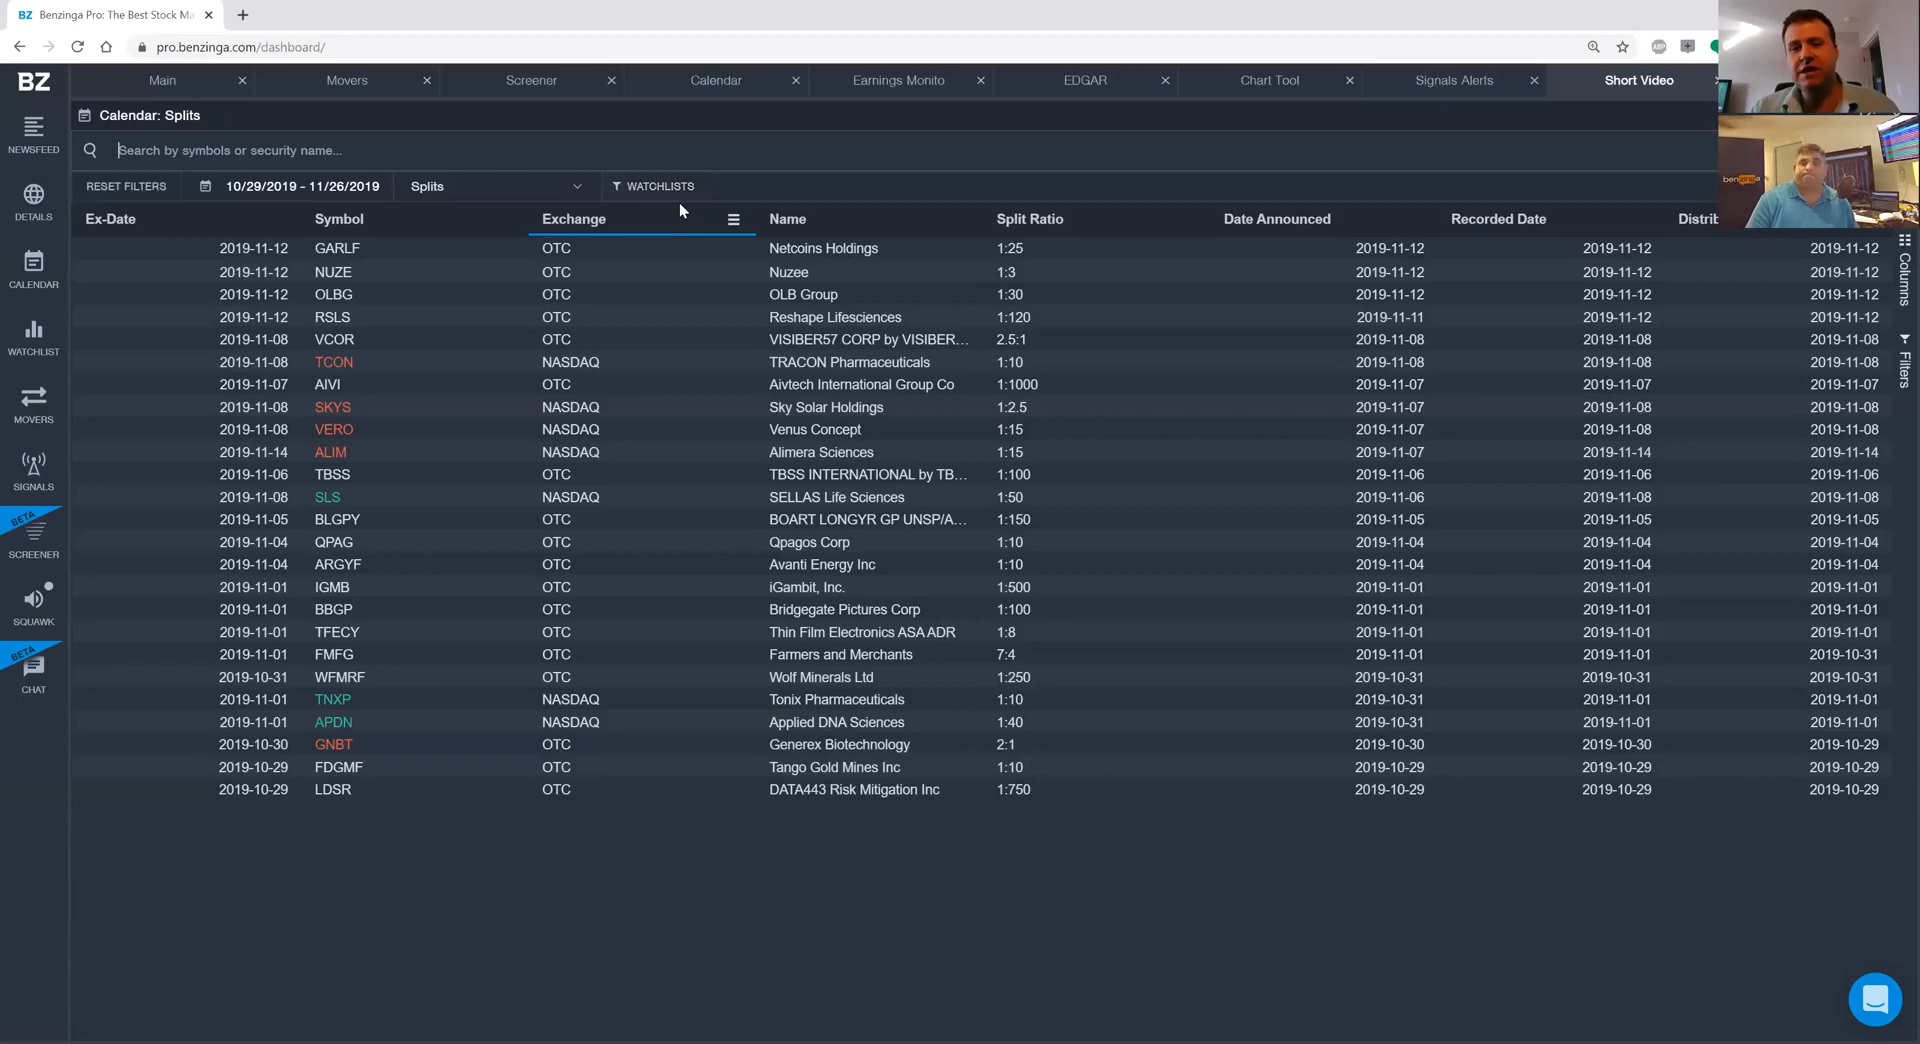 BZ Benzinga Pro: The Best Stock Ma
pro.benzinga.com/dashboard/
ABP
BZ
Main Movers Screener Calendar Earnings Monito EDGAR Chart Tool Signals Alerts Short Video
Calendar: Splits
Search by symbols or security name...
RESET FILTERS 10/29/2019 - 11/26/2019 Splits WATCHLISTS
Ex-Date Symbol Exchange Name Split Ratio Date Announced Recorded Date Distrib
2019-11-12 GARLF OTC Netcoins Holdings 1:25 2019-11-12 2019-11-12 2019-11-12
2019-11-12 NUZE OTC Nuzee 1:3 2019-11-12 2019-11-12 2019-11-12
2019-11-12 OLBG OTC OLB Group 1:30 2019-11-12 2019-11-12 2019-11-12
2019-11-12 RSLS OTC Reshape Lifesciences 1:120 2019-11-11 2019-11-12 2019-11-12
2019-11-08 VCOR OTC VISIBER57 CORP by VISIBER... 2.5:1 2019-11-08 2019-11-08 2019-11-08
2019-11-08 TCON NASDAQ TRACON Pharmaceuticals 1:10 2019-11-08 2019-11-08 2019-11-08
2019-11-07 AIVI OTC Aivtech International Group Co 1:1000 2019-11-07 2019-11-07 2019-11-07
2019-11-08 SKYS NASDAQ Sky Solar Holdings 1:2.5 2019-11-07 2019-11-08 2019-11-08
2019-11-08 VERO NASDAQ Venus Concept 1:15 2019-11-07 2019-11-08 2019-11-08
2019-11-14 ALIM NASDAQ Alimera Sciences 1:15 2019-11-07 2019-11-14 2019-11-14
2019-11-06 TBSS OTC TBSS INTERNATIONAL by TB... 1:100 2019-11-06 2019-11-06 2019-11-06
2019-11-08 SLS NASDAQ SELLAS Life Sciences 1:50 2019-11-06 2019-11-08 2019-11-08
2019-11-05 BLGPY OTC BOART LONGYR GP UNSP/A... 1:150 2019-11-05 2019-11-05 2019-11-05
2019-11-04 QPAG OTC Qpagos Corp 1:10 2019-11-04 2019-11-04 2019-11-04
2019-11-04 ARGYF OTC Avanti Energy Inc 1:10 2019-11-04 2019-11-04 2019-11-04
2019-11-01 IGMB OTC iGambit, Inc. 1:500 2019-11-01 2019-11-01 2019-11-01
2019-11-01 BBGP OTC Bridgegate Pictures Corp 1:100 2019-11-01 2019-11-01 2019-11-01
2019-11-01 TFECY OTC Thin Film Electronics ASA ADR 1:8 2019-11-01 2019-11-01 2019-11-01
2019-11-01 FMFG OTC Farmers and Merchants 7:4 2019-11-01 2019-11-01 2019-10-31
2019-10-31 WFMRF OTC Wolf Minerals Ltd 1:250 2019-10-31 2019-10-31 2019-10-31
2019-11-01 TNXP NASDAQ Tonix Pharmaceuticals 1:10 2019-10-31 2019-11-01 2019-11-01
2019-11-01 APDN NASDAQ Applied DNA Sciences 1:40 2019-10-31 2019-11-01 2019-11-01
2019-10-30 GNBT OTC Generex Biotechnology 2:1 2019-10-30 2019-10-30 2019-10-29
2019-10-29 FDGMF OTC Tango Gold Mines Inc 1:10 2019-10-29 2019-10-29 2019-10-29
2019-10-29 LDSR OTC DATA443 Risk Mitigation Inc 1:750 2019-10-29 2019-10-29 2019-10-29
NEWSFEED
DETAILS
CALENDAR
WATCHLIST
MOVERS
SIGNALS
BETA
SCREENER
SQUAWK
BETA
CHAT
benzinga
Columns
Filters